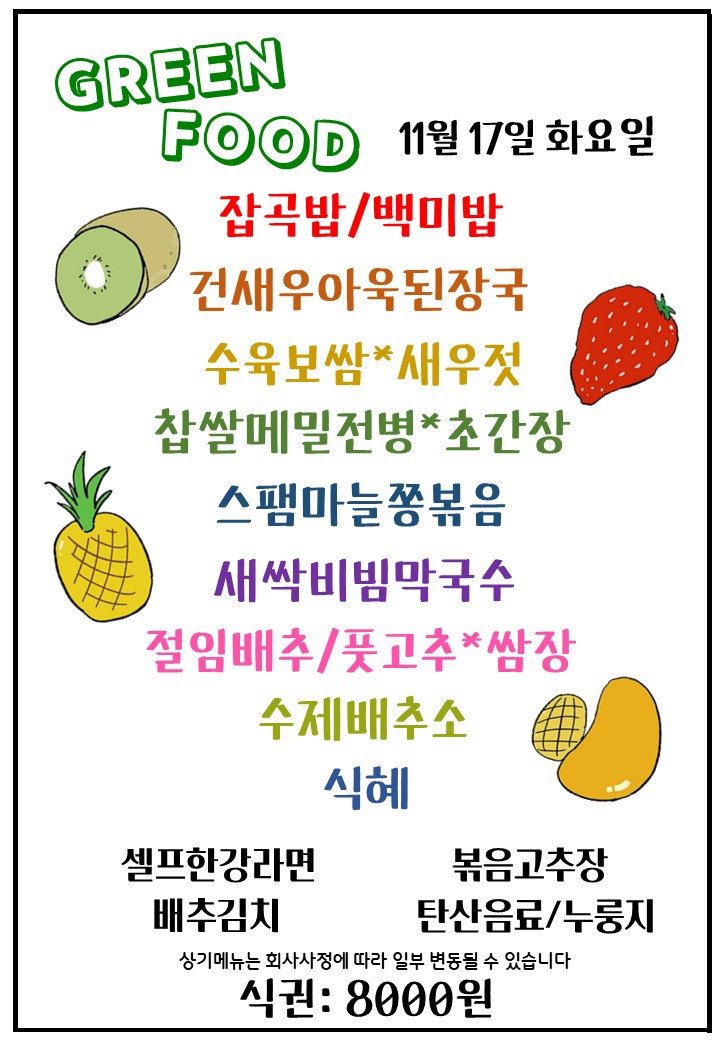 GREEN
FOOD
11월 17일 화요일
잡곡밥/백미밥
건새우아욱된장국
수육보쌈*새우젓
찹쌀메밀전병*초간장
스팸마늘쫑볶음
새싹비빔막국수
절임배추/풋고추*쌈장
수제배추소
식혜
셀프한강라면 볶음고추장
배추김치 탄산음료/누룽지
상기메뉴는 회사사정에 따라 일부 변동될 수 있습니다
식권: 8000원